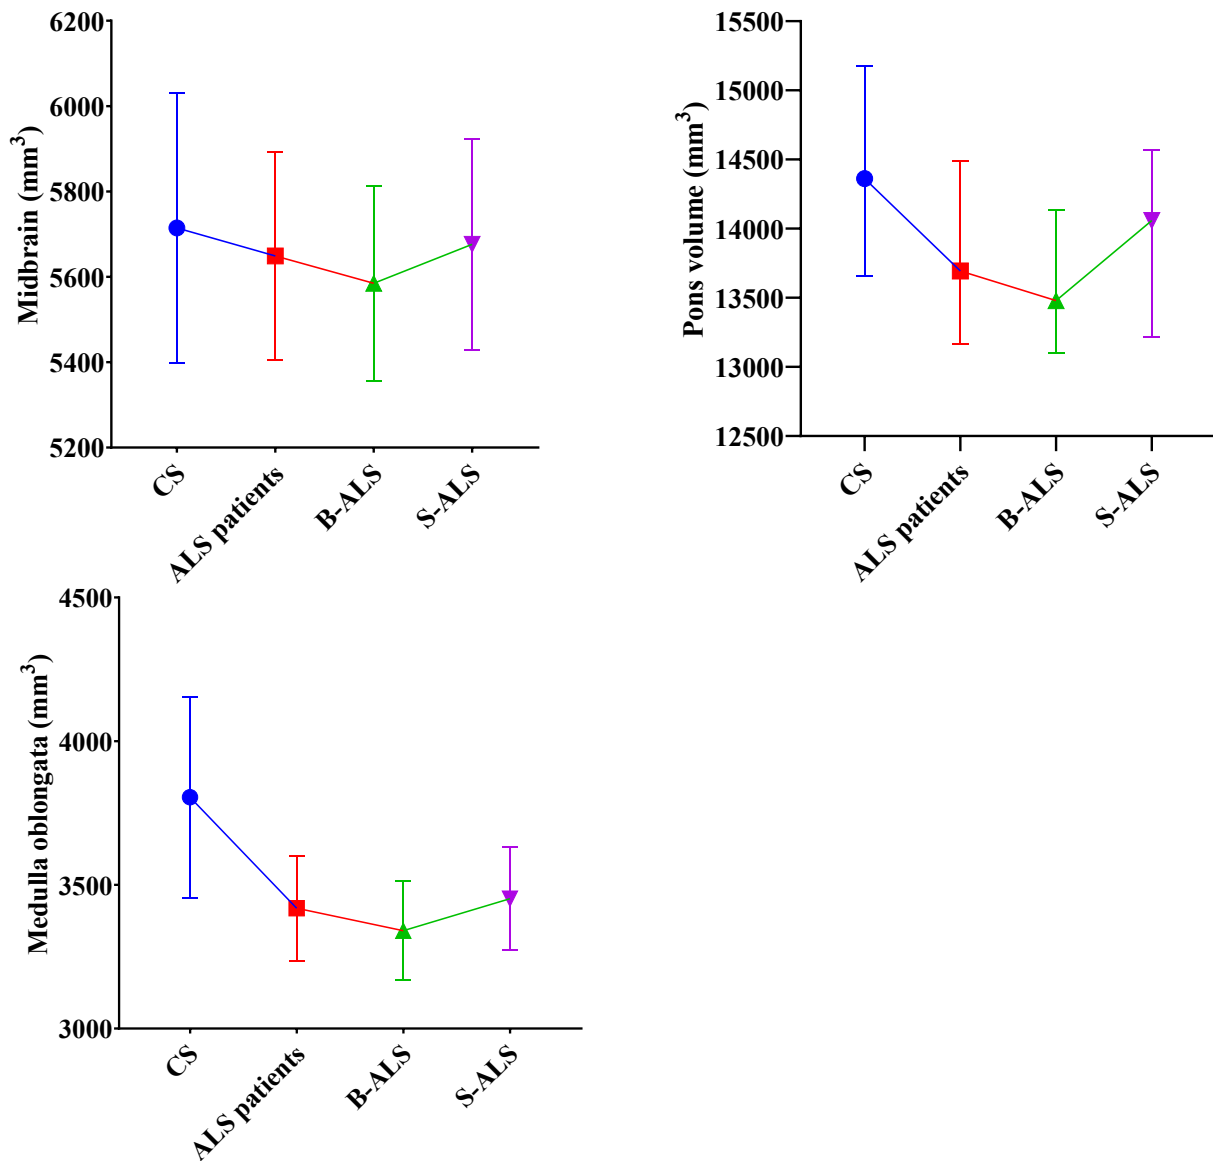 Midbrain (mm³)
6200
6000
5800
5600
5400
5200
CS
ALS patients
B-ALS
S-ALS
Pons volume (mm³)
15500
15000
14500
14000
13500
13000
12500
CS
ALS patients
B-ALS
S-ALS
Medulla oblongata (mm³)
4500
4000
3500
3000
CS
ALS patients
B-ALS
S-ALS